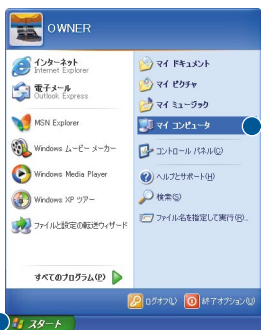 OWNER
インターネット
Internet Explorer
電子メール
Outlook Express
MSN Explorer
Windows ムービー メーカー
Windows Media Player
Windows XP ツアー
ファイルと設定の転送ウィザード
すべてのプログラム(P)
マイ ドキュメント
マイ ピクチャ
マイ ミュージック
マイ コンピュータ
コントロール パネル(C)
ヘルプとサポート(H)
検索(S)
ファイル名を指定して実行(R)...
ログオフ(L)
終了オプション(U)
スタート